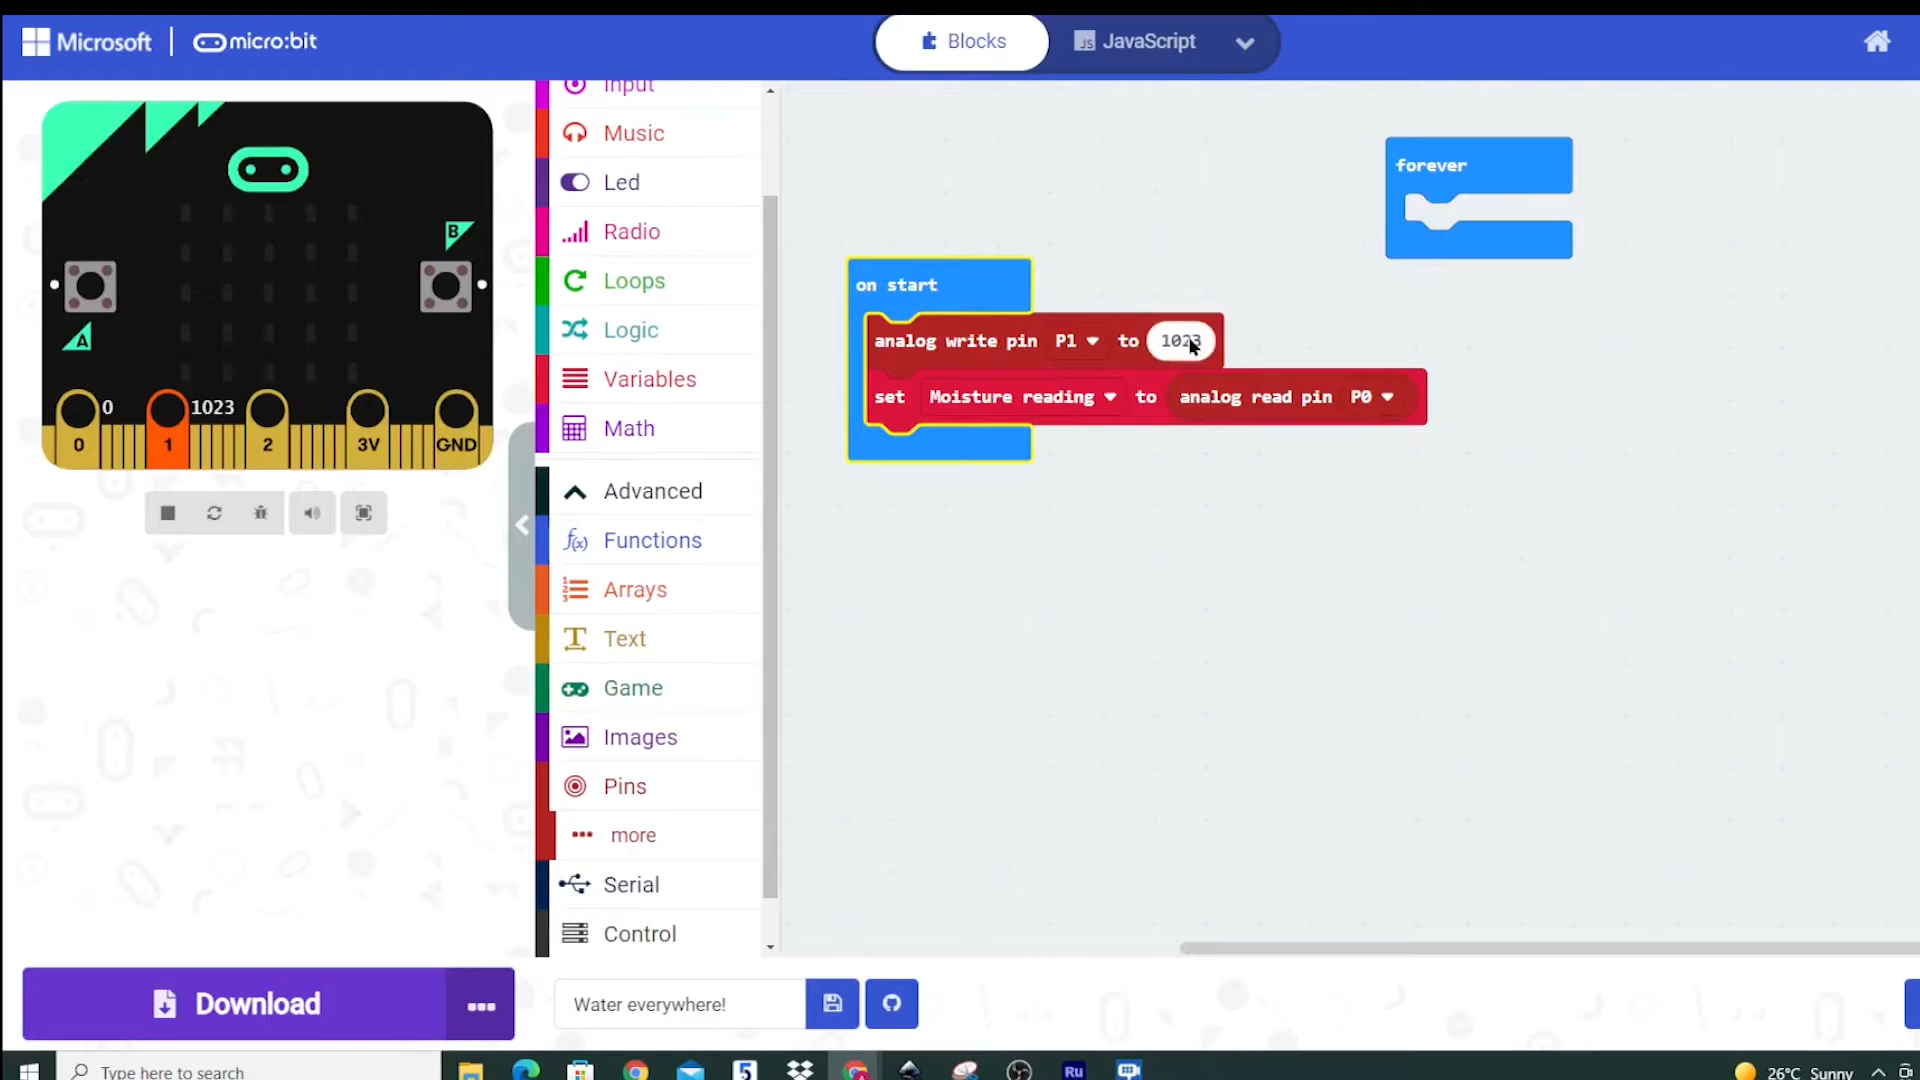 Microsoft | micro:bit
Blocks
JavaScript
Input
Music
Led
Radio
Loops
Logic
Variables
Math
Advanced
Functions
Arrays
Text
Game
Images
Pins
more
Serial
Control
B
A
0
1023
0
1
2
3V
GND
forever
on start
analog write pin P1 to 1023
set Moisture reading to analog read pin P0
Download
Water everywhere!
Type here to search
5
Ru
26°C Sunny